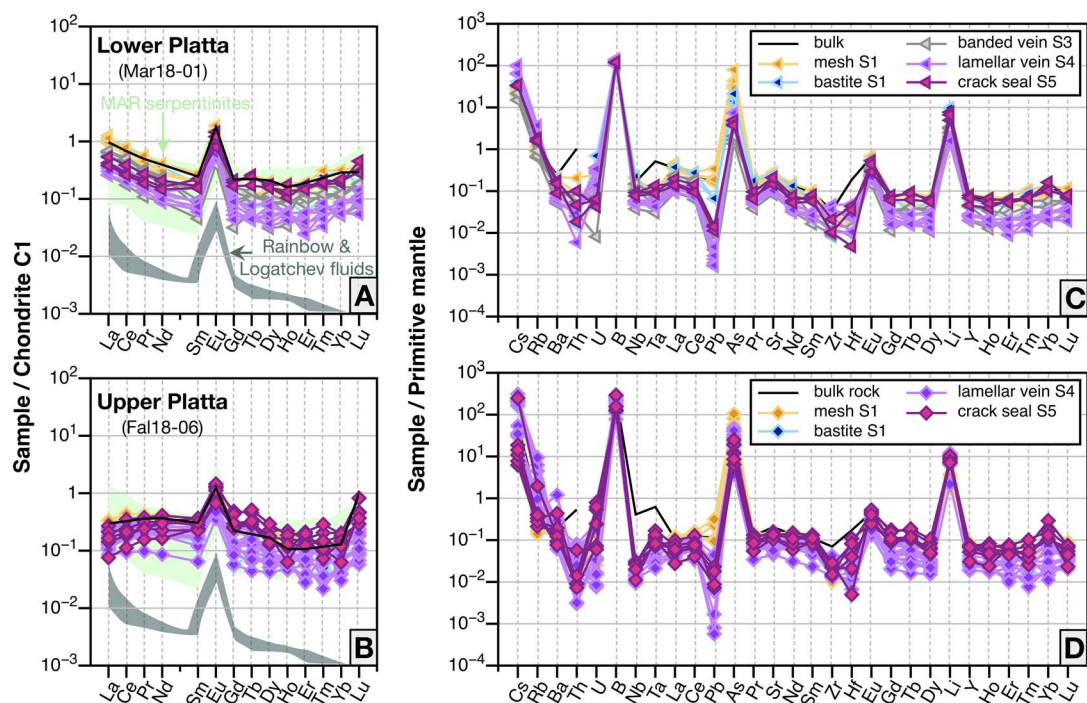 Sample / Chondrite C1
10²
10¹
1
10⁻¹
10⁻²
10⁻³
Lower Platta
(Mar18-01)
MAR serpentinites
Rainbow &
Logatchev fluids
A
La Ce Pr Nd Sm Eu Gd Tb Dy Ho Er Tm Yb Lu
10²
10¹
1
10⁻¹
10⁻²
10⁻³
Upper Platta
(Fal18-06)
B
La Ce Pr Nd Sm Eu Gd Tb Dy Ho Er Tm Yb Lu
Sample / Primitive mantle
10³
10²
10¹
1
10⁻¹
10⁻²
10⁻³
10⁻⁴
bulk
mesh S1
bastite S1
banded vein S3
lamellar vein S4
crack seal S5
C
Cs Rb Ba Th U B Nb Ta La Ce Pb As Pr Sr Nd Sm Zr Hf Eu Gd Tb Dy Li Y Ho Er Tm Yb Lu
10³
10²
10¹
1
10⁻¹
10⁻²
10⁻³
10⁻⁴
bulk rock
mesh S1
bastite S1
lamellar vein S4
crack seal S5
D
Cs Rb Ba Th U B Nb Ta La Ce Pb As Pr Sr Nd Sm Zr Hf Eu Gd Tb Dy Li Y Ho Er Tm Yb Lu